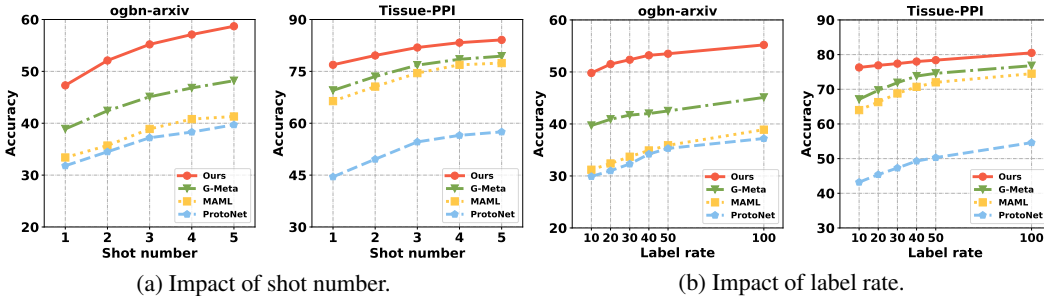 ogbn-arxiv
60
50
40
30
20
Accuracy
1 2 3 4 5
Shot number
Ours
G-Meta
MAML
ProtoNet
Tissue-PPI
90
75
60
45
30
Accuracy
1 2 3 4 5
Shot number
Ours
G-Meta
MAML
ProtoNet
(a) Impact of shot number.
ogbn-arxiv
60
50
40
30
20
Accuracy
10 20 30 40 50 100
Label rate
Ours
G-Meta
MAML
ProtoNet
Tissue-PPI
90
80
70
60
50
40
30
Accuracy
10 20 30 40 50 100
Label rate
Ours
G-Meta
MAML
ProtoNet
(b) Impact of label rate.